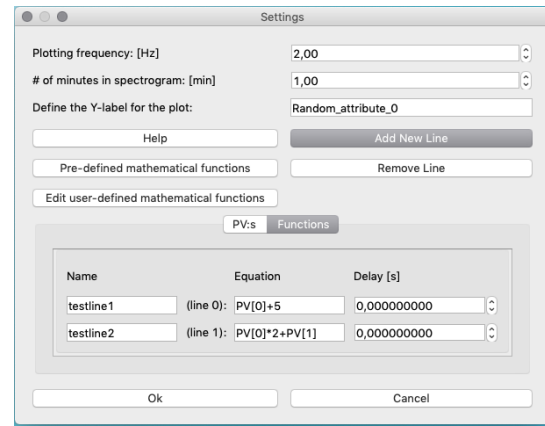 Settings
Plotting frequency: [Hz] 2,00
# of minutes in spectrogram: [min] 1,00
Define the Y-label for the plot: Random_attribute_0
Help Add New Line
Pre-defined mathematical functions Remove Line
Edit user-defined mathematical functions
PV:s Functions
Name Equation Delay [s]
testline1 (line 0): PV[0]+5 0,000000000
testline2 (line 1): PV[0]*2+PV[1] 0,000000000
Ok Cancel